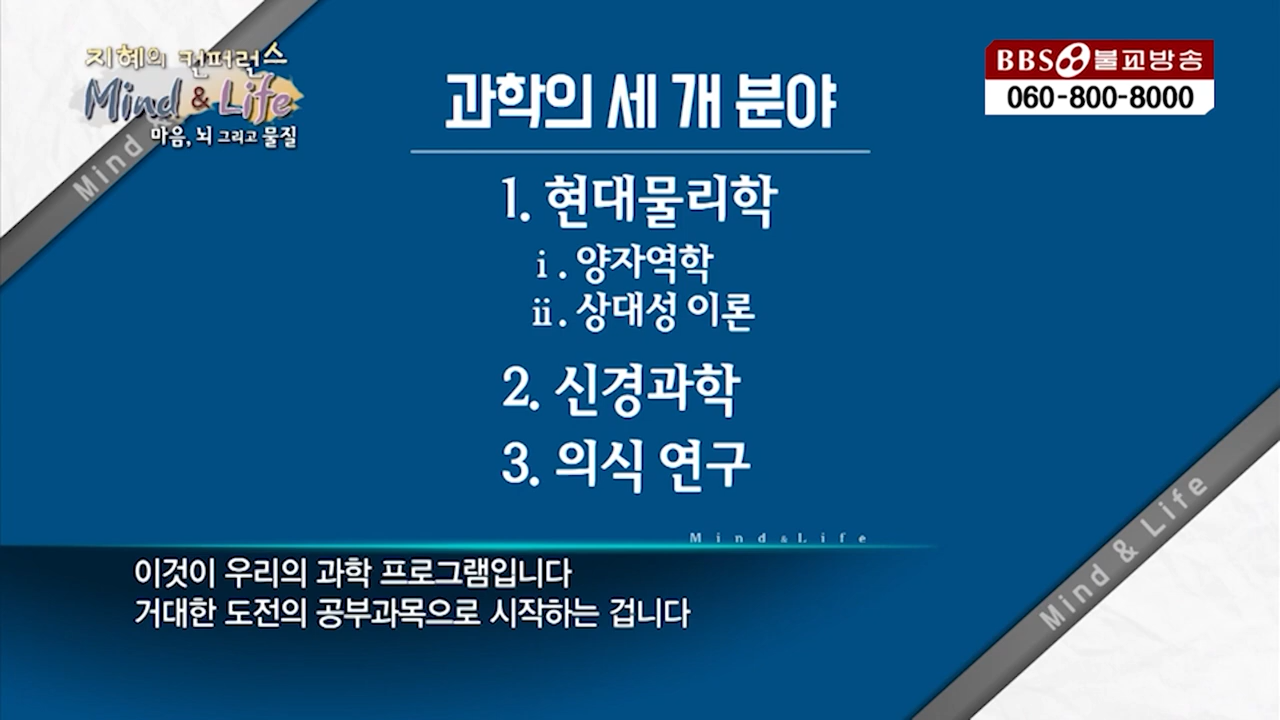 지혜의 컨퍼런스
Mind & Life
마음, 뇌 그리고 물질
BBS 불교방송
060-800-8000
과학의 세 개 분야
1. 현대물리학
ⅰ. 양자역학
ⅱ. 상대성 이론
2. 신경과학
3. 의식 연구
Mind & Life
이것이 우리의 과학 프로그램입니다
거대한 도전의 공부과목으로 시작하는 겁니다
Mind
Mind & Life